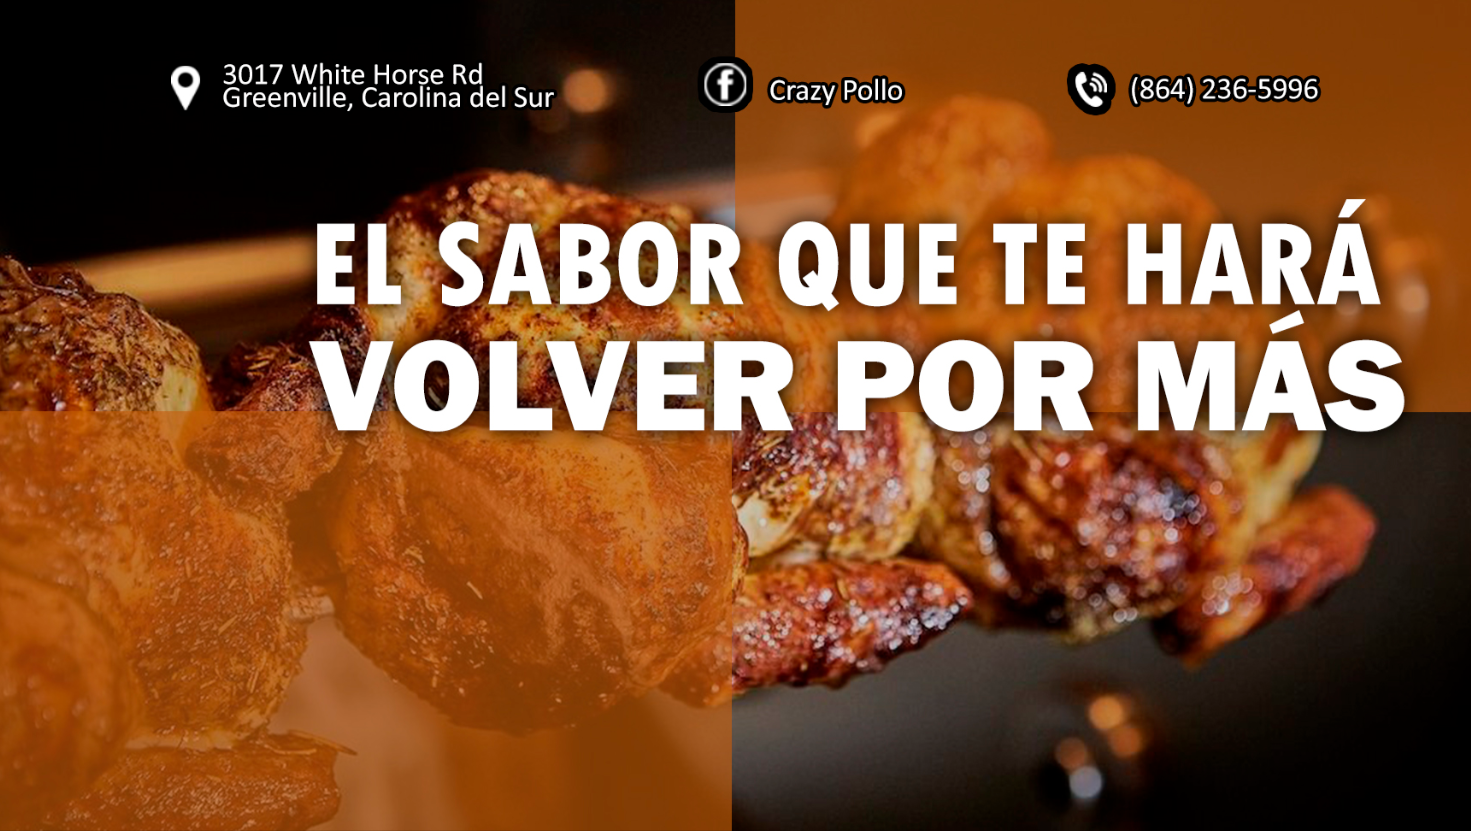 3017 White Horse Rd
Greenville, Carolina del Sur
Crazy Pollo
(864) 236-5996
EL SABOR QUE TE HARÁ
VOLVER POR MÁS